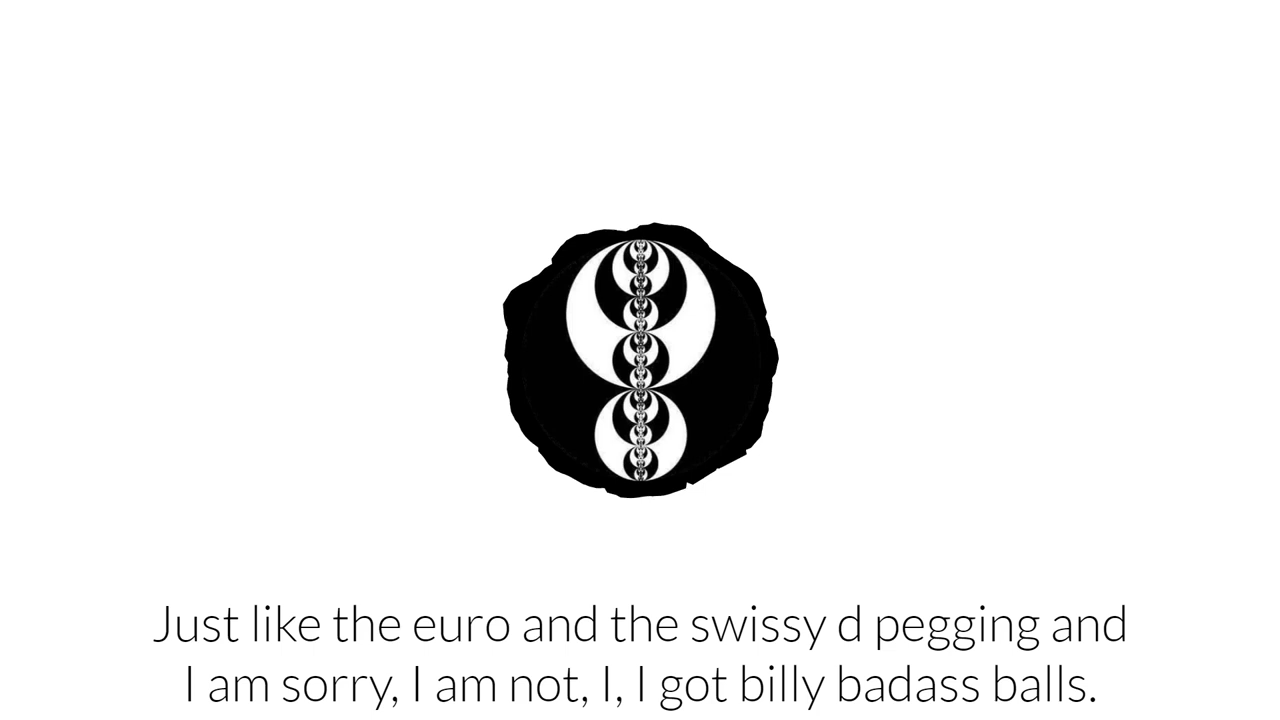 Just like the euro and the swissy d pegging and
I am sorry, I am not, I, I got billy badass balls.